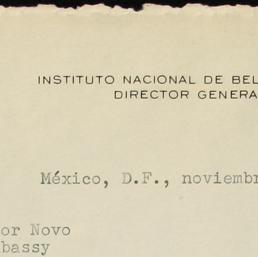 INSTITUTO NACIONAL DE BEL
DIRECTOR GENERA
México, D.F., noviembr
or Novo
bassy